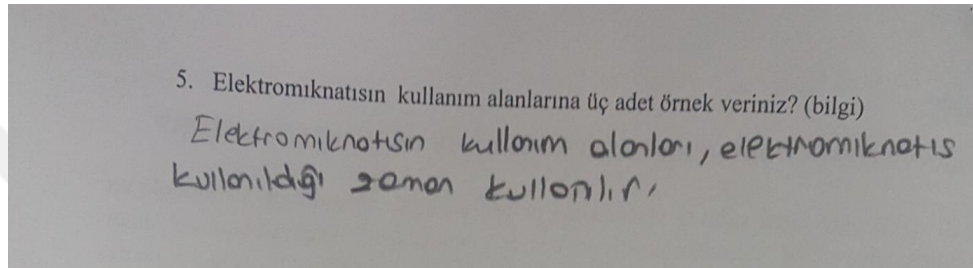 5. Elektromıknatısın kullanım alanlarına üç adet örnek veriniz? (bilgi)
Elektromıknatısın kullanım alanları, elektromıknatıs
kullanıldığı zaman kullanılır.